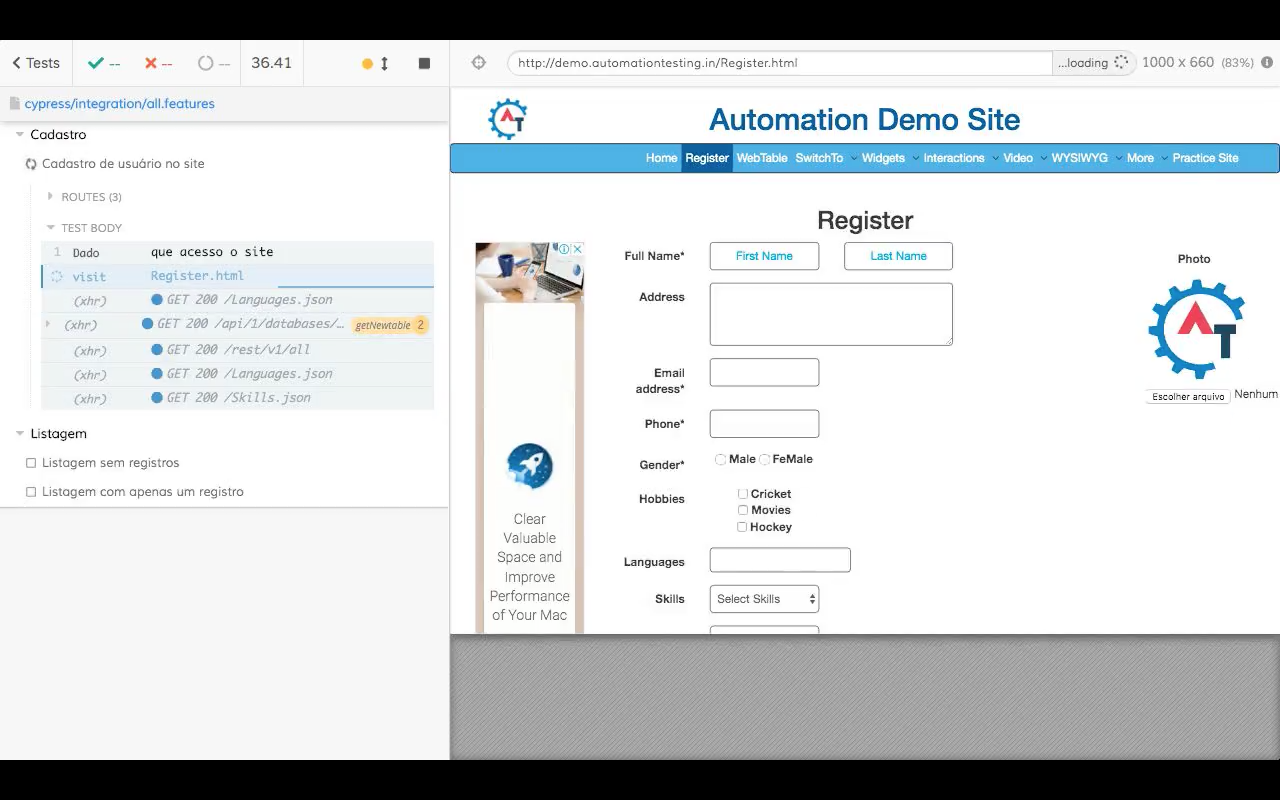 Tests -- -- -- 36.41
cypress/integration/all.features
Cadastro
Cadastro de usuário no site
ROUTES (3)
TEST BODY
1 Dado que acesso o site
visit Register.html
(xhr) GET 200 /Languages.json
(xhr) GET 200 /api/1/databases/... getNewtable 2
(xhr) GET 200 /rest/v1/all
(xhr) GET 200 /Languages.json
(xhr) GET 200 /Skills.json
Listagem
Listagem sem registros
Listagem com apenas um registro
http://demo.automationtesting.in/Register.html ...loading 1000 x 660 (83%)
AT
Automation Demo Site
Home Register WebTable SwitchTo Widgets Interactions Video WYSIWYG More Practice Site
Register
Full Name* First Name Last Name
Address
Email
address*
Phone*
Gender* Male FeMale
Hobbies Cricket
Movies
Hockey
Languages
Skills Select Skills
Photo
AT
Escolher arquivo Nenhum
Clear
Valuable
Space and
Improve
Performance
of Your Mac